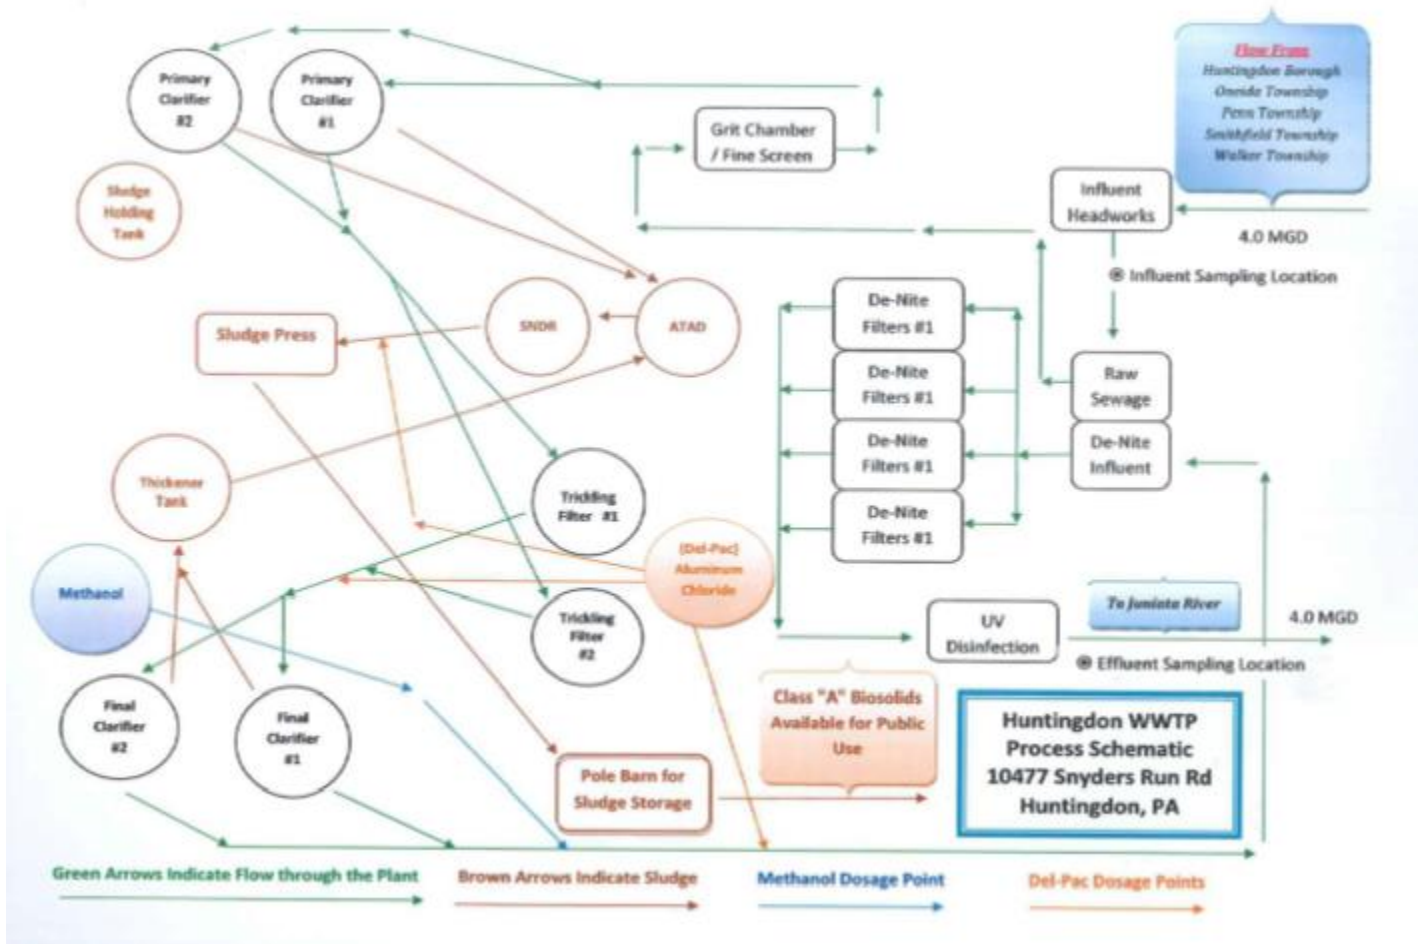 Primary
Clarifier
#2
Primary
Clarifier
#1
Grit Chamber
/ Fine Screen
Flow From
Huntingdon Borough
Oneida Township
Penn Township
Smithfield Township
Walker Township
Influent
Headworks
4.0 MGD
Influent Sampling Location
Sludge
Holding
Tank
Sludge Press
SNDR
ATAD
De-Nite
Filters #1
De-Nite
Filters #1
De-Nite
Filters #1
De-Nite
Filters #1
Raw
Sewage
De-Nite
Influent
Thickener
Tank
Trickling
Filter #1
(Del-Pac)
Aluminum
Chloride
Methanol
Trickling
Filter
#2
UV
Disinfection
To Juniata River
4.0 MGD
Effluent Sampling Location
Final
Clarifier
#2
Final
Clarifier
#1
Class "A" Biosolids
Available for Public
Use
Pole Barn for
Sludge Storage
Huntingdon WWTP
Process Schematic
10477 Snyders Run Rd
Huntingdon, PA
Green Arrows Indicate Flow through the Plant
Brown Arrows Indicate Sludge
Methanol Dosage Point
Del-Pac Dosage Points